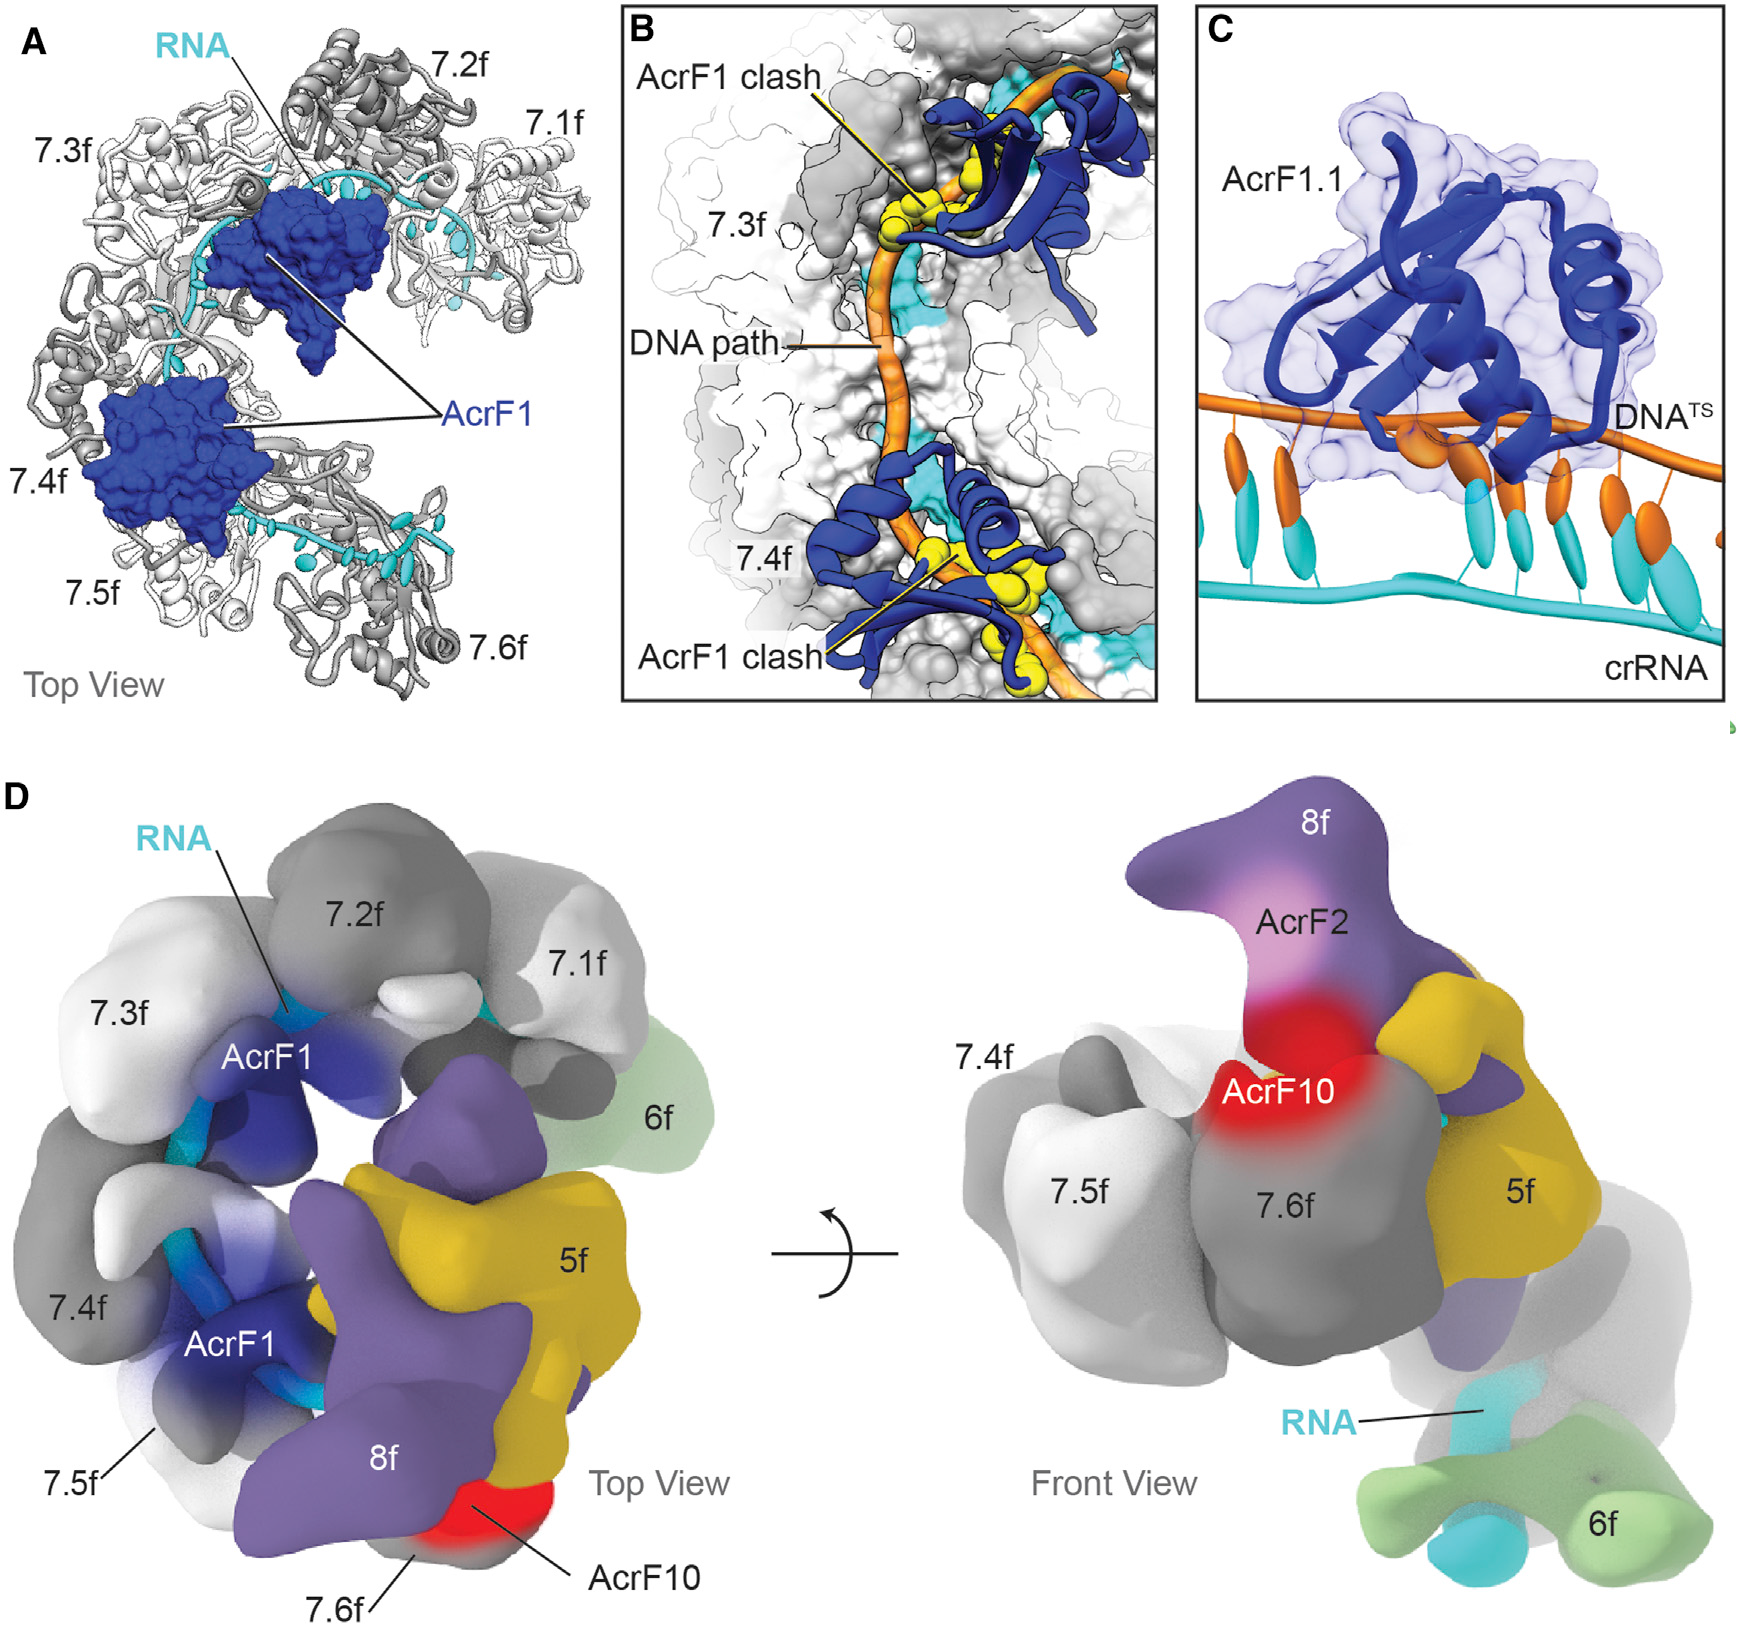 A
RNA
7.2f
7.1f
7.3f
AcrF1
7.4f
7.5f
7.6f
Top View
B
AcrF1 clash
7.3f
DNA path
7.4f
AcrF1 clash
C
AcrF1.1
DNATS
crRNA
D
RNA
7.2f
7.1f
7.3f
AcrF1
6f
5f
7.4f
AcrF1
8f
7.5f
Top View
AcrF10
7.6f
8f
AcrF2
7.4f
AcrF10
7.5f
7.6f
5f
RNA
Front View
6f